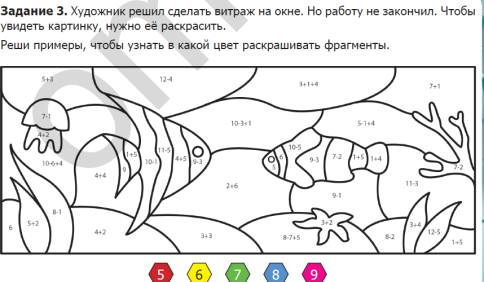 Задание 3. Художник решил сделать витраж на окне. Но работу не закончил. Чтобы
увидеть картинку, нужно её раскрасить.
Реши примеры, чтобы узнать в какой цвет раскрашивать фрагменты.
5+3 12-4 3+1+4 7+1
7-1 10-3+1 5-1+4
4+2
10-6+4 1+5 10-1 11-5 4+5 9-3 5 6 10-5 9-3 7-2 1+5 1+4 7-2
4+4 9 2+6 11-3
9-1
8-1
6 5+2 4+2 3+3 8-7+5 3+2 8-2 3+4 12-5 1+5
5 6 7 8 9